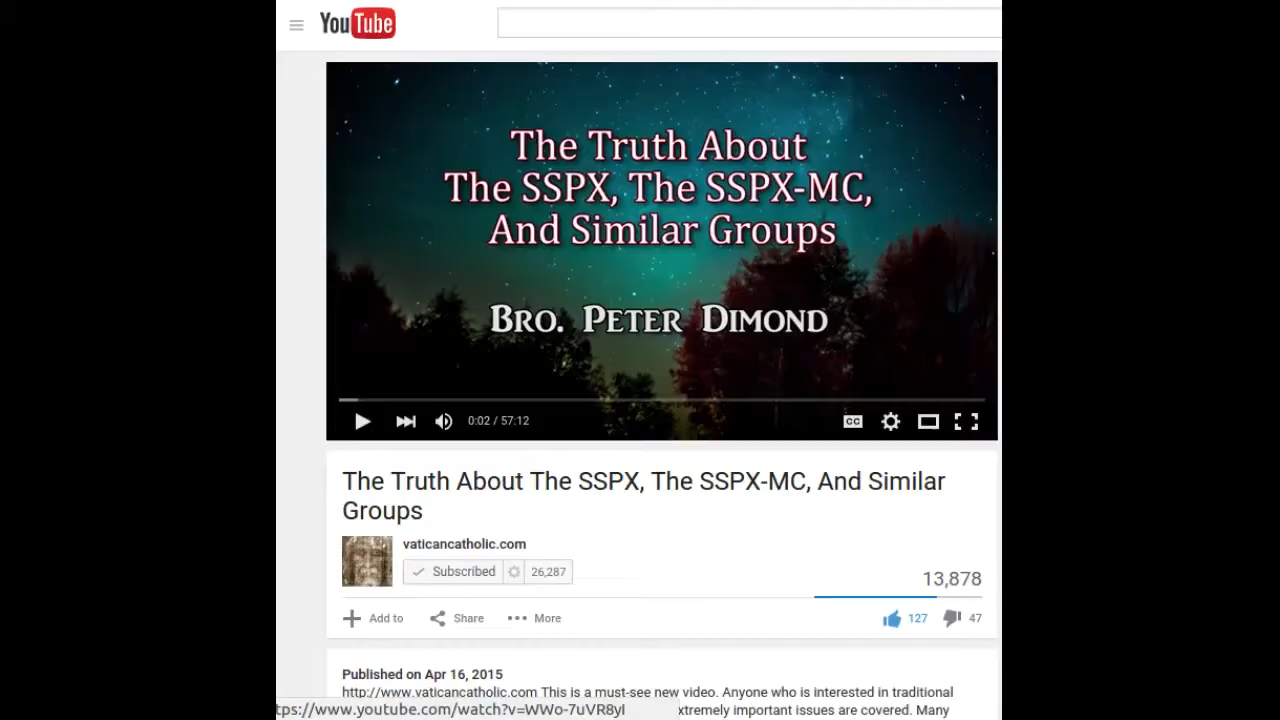 YouTube
The Truth About
The SSPX, The SSPX-MC,
And Similar Groups
BRO. PETER DIMOND
0:02 / 57:12
CC
The Truth About The SSPX, The SSPX-MC, And Similar
Groups
vaticancatholic.com
Subscribed 26,287
13,878
Add to Share More 127 47
Published on Apr 16, 2015
http://www.vaticancatholic.com This is a must-see new video. Anyone who is interested in traditional
tps://www.youtube.com/watch?v=WWo-7uVR8yI xtremely important issues are covered. Many